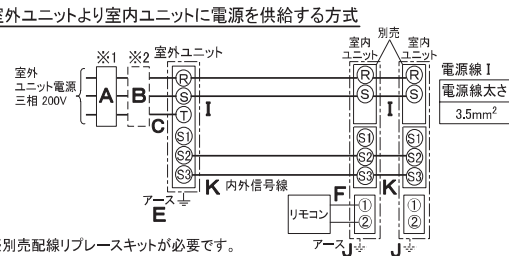 室外ユニットより室内ユニットに電源を供給する方式
別売
※1 ※2 室外ユニット
室内ユニット
室内ユニット
室外ユニット電源
三相 200V
A
B
C
R
S
T
S1
S2
S3
I
R
S
I
R
S
電源線 I
電源線太さ
3.5mm²
S1
S2
S3
S1
S2
S3
K 内外信号線
K
アース
E
F
リモコン
①
②
①
②
アース
J
J
別売配線リプレースキットが必要です。